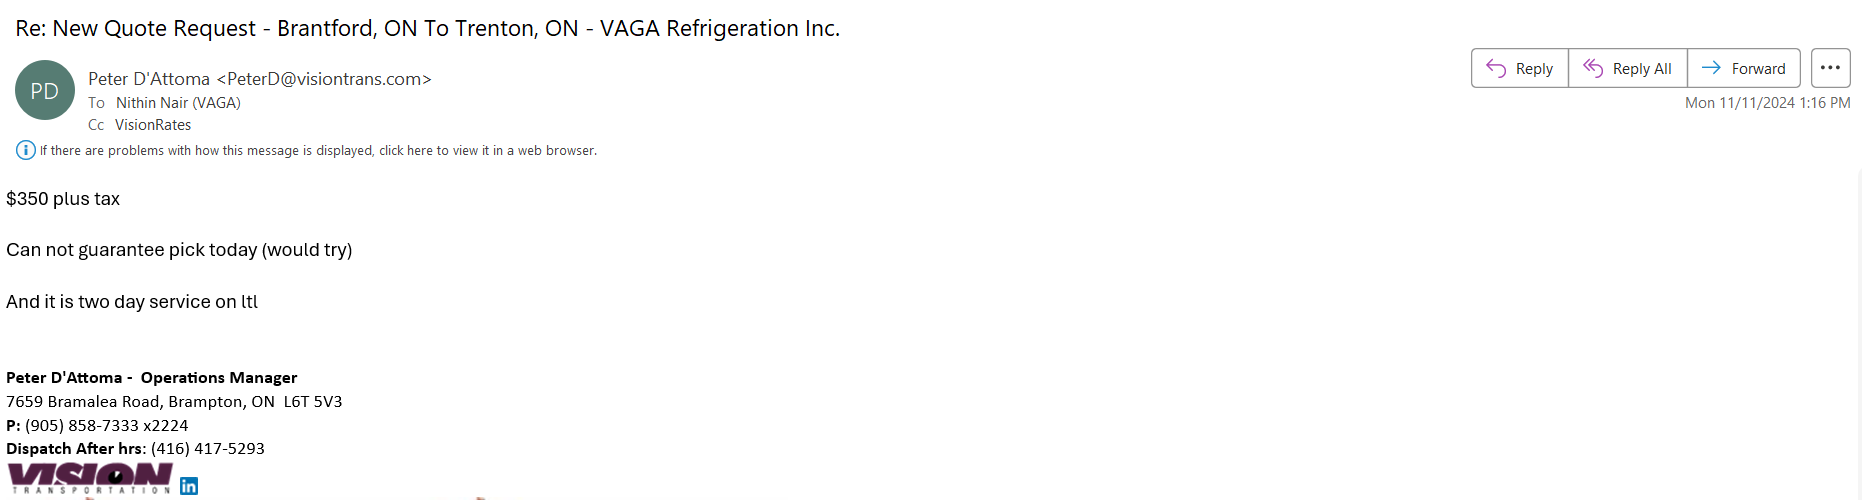 Re: New Quote Request - Brantford, ON To Trenton, ON - VAGA Refrigeration Inc.
PD
Peter D'Attoma <PeterD@visiontrans.com>
To Nithin Nair (VAGA)
Cc VisionRates
Reply
Reply All
Forward
Mon 11/11/2024 1:16 PM
If there are problems with how this message is displayed, click here to view it in a web browser.
$350 plus tax
Can not guarantee pick today (would try)
And it is two day service on ltl
Peter D'Attoma - Operations Manager
7659 Bramalea Road, Brampton, ON L6T 5V3
P: (905) 858-7333 x2224
Dispatch After hrs: (416) 417-5293
VISION
TRANSPORTATION
in